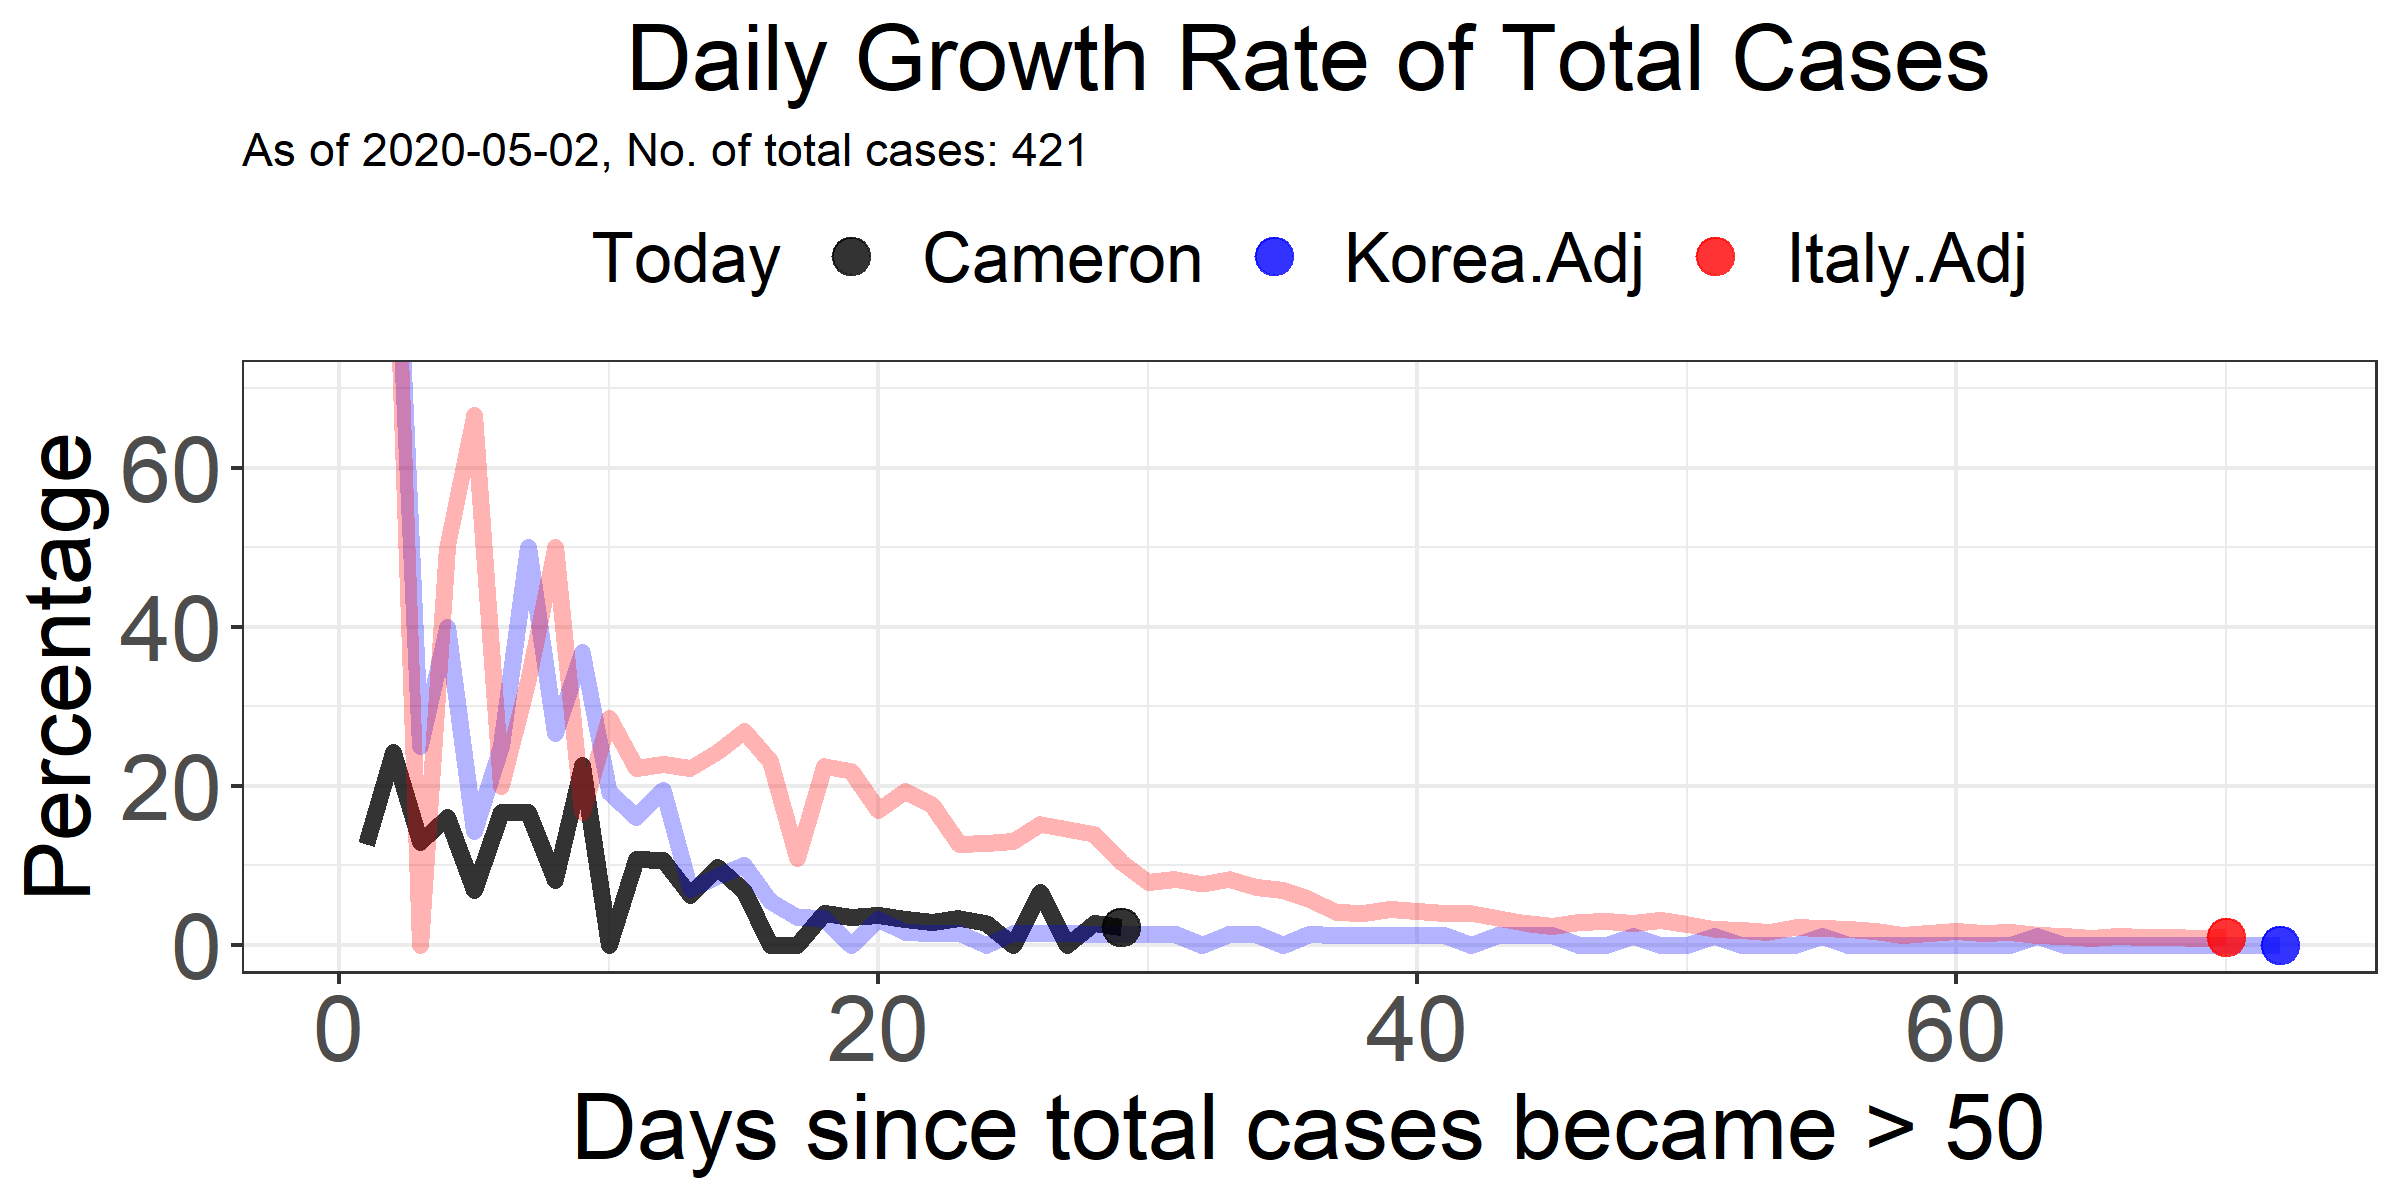 Daily Growth Rate of Total Cases
As of 2020-05-02, No. of total cases: 421
Today Cameron Korea.Adj Italy.Adj
Percentage
60
40
20
0
0 20 40 60
Days since total cases became > 50